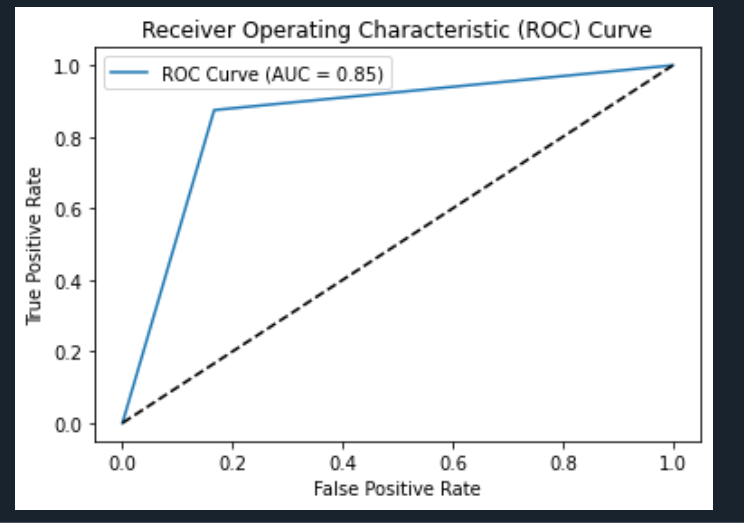 Receiver Operating Characteristic (ROC) Curve
ROC Curve (AUC = 0.85)
True Positive Rate
1.0
0.8
0.6
0.4
0.2
0.0
0.0 0.2 0.4 0.6 0.8 1.0
False Positive Rate